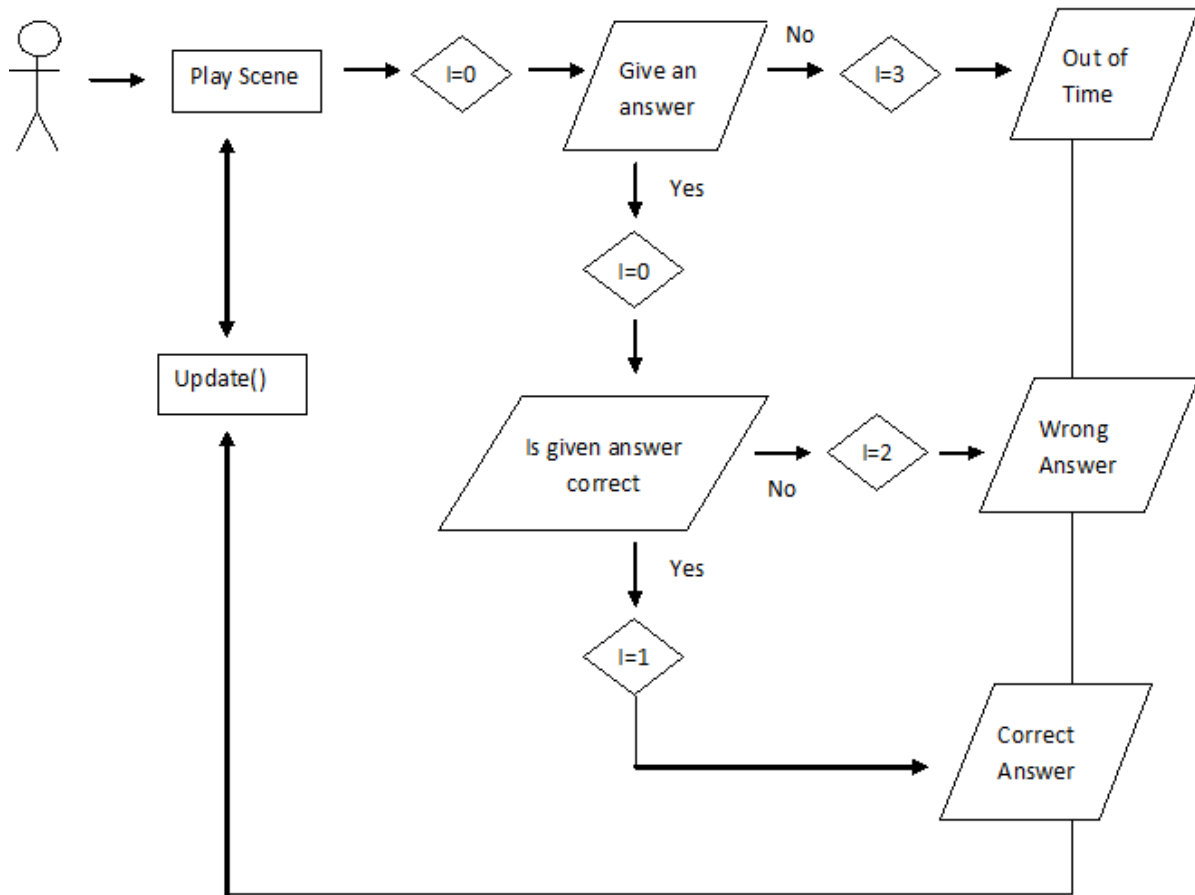 Play Scene
I=0
Give an
answer
No
I=3
Out of
Time
Yes
I=0
Update()
Is given answer
correct
No
I=2
Wrong
Answer
Yes
I=1
Correct
Answer